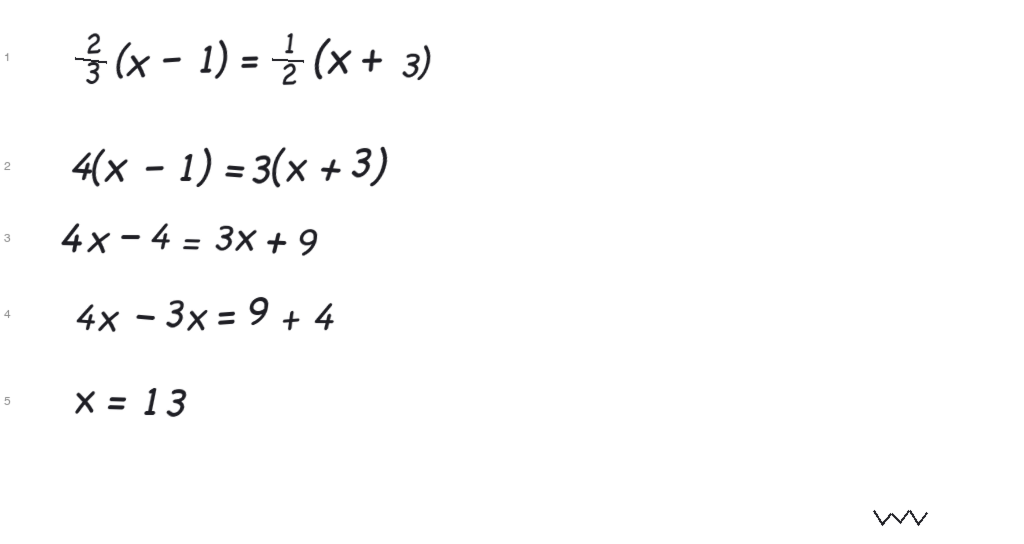 1 2/3 (x - 1) = 1/2 (x + 3)
2 4(x - 1) = 3(x + 3)
3 4x - 4 = 3x + 9
4 4x - 3x = 9 + 4
5 x = 13